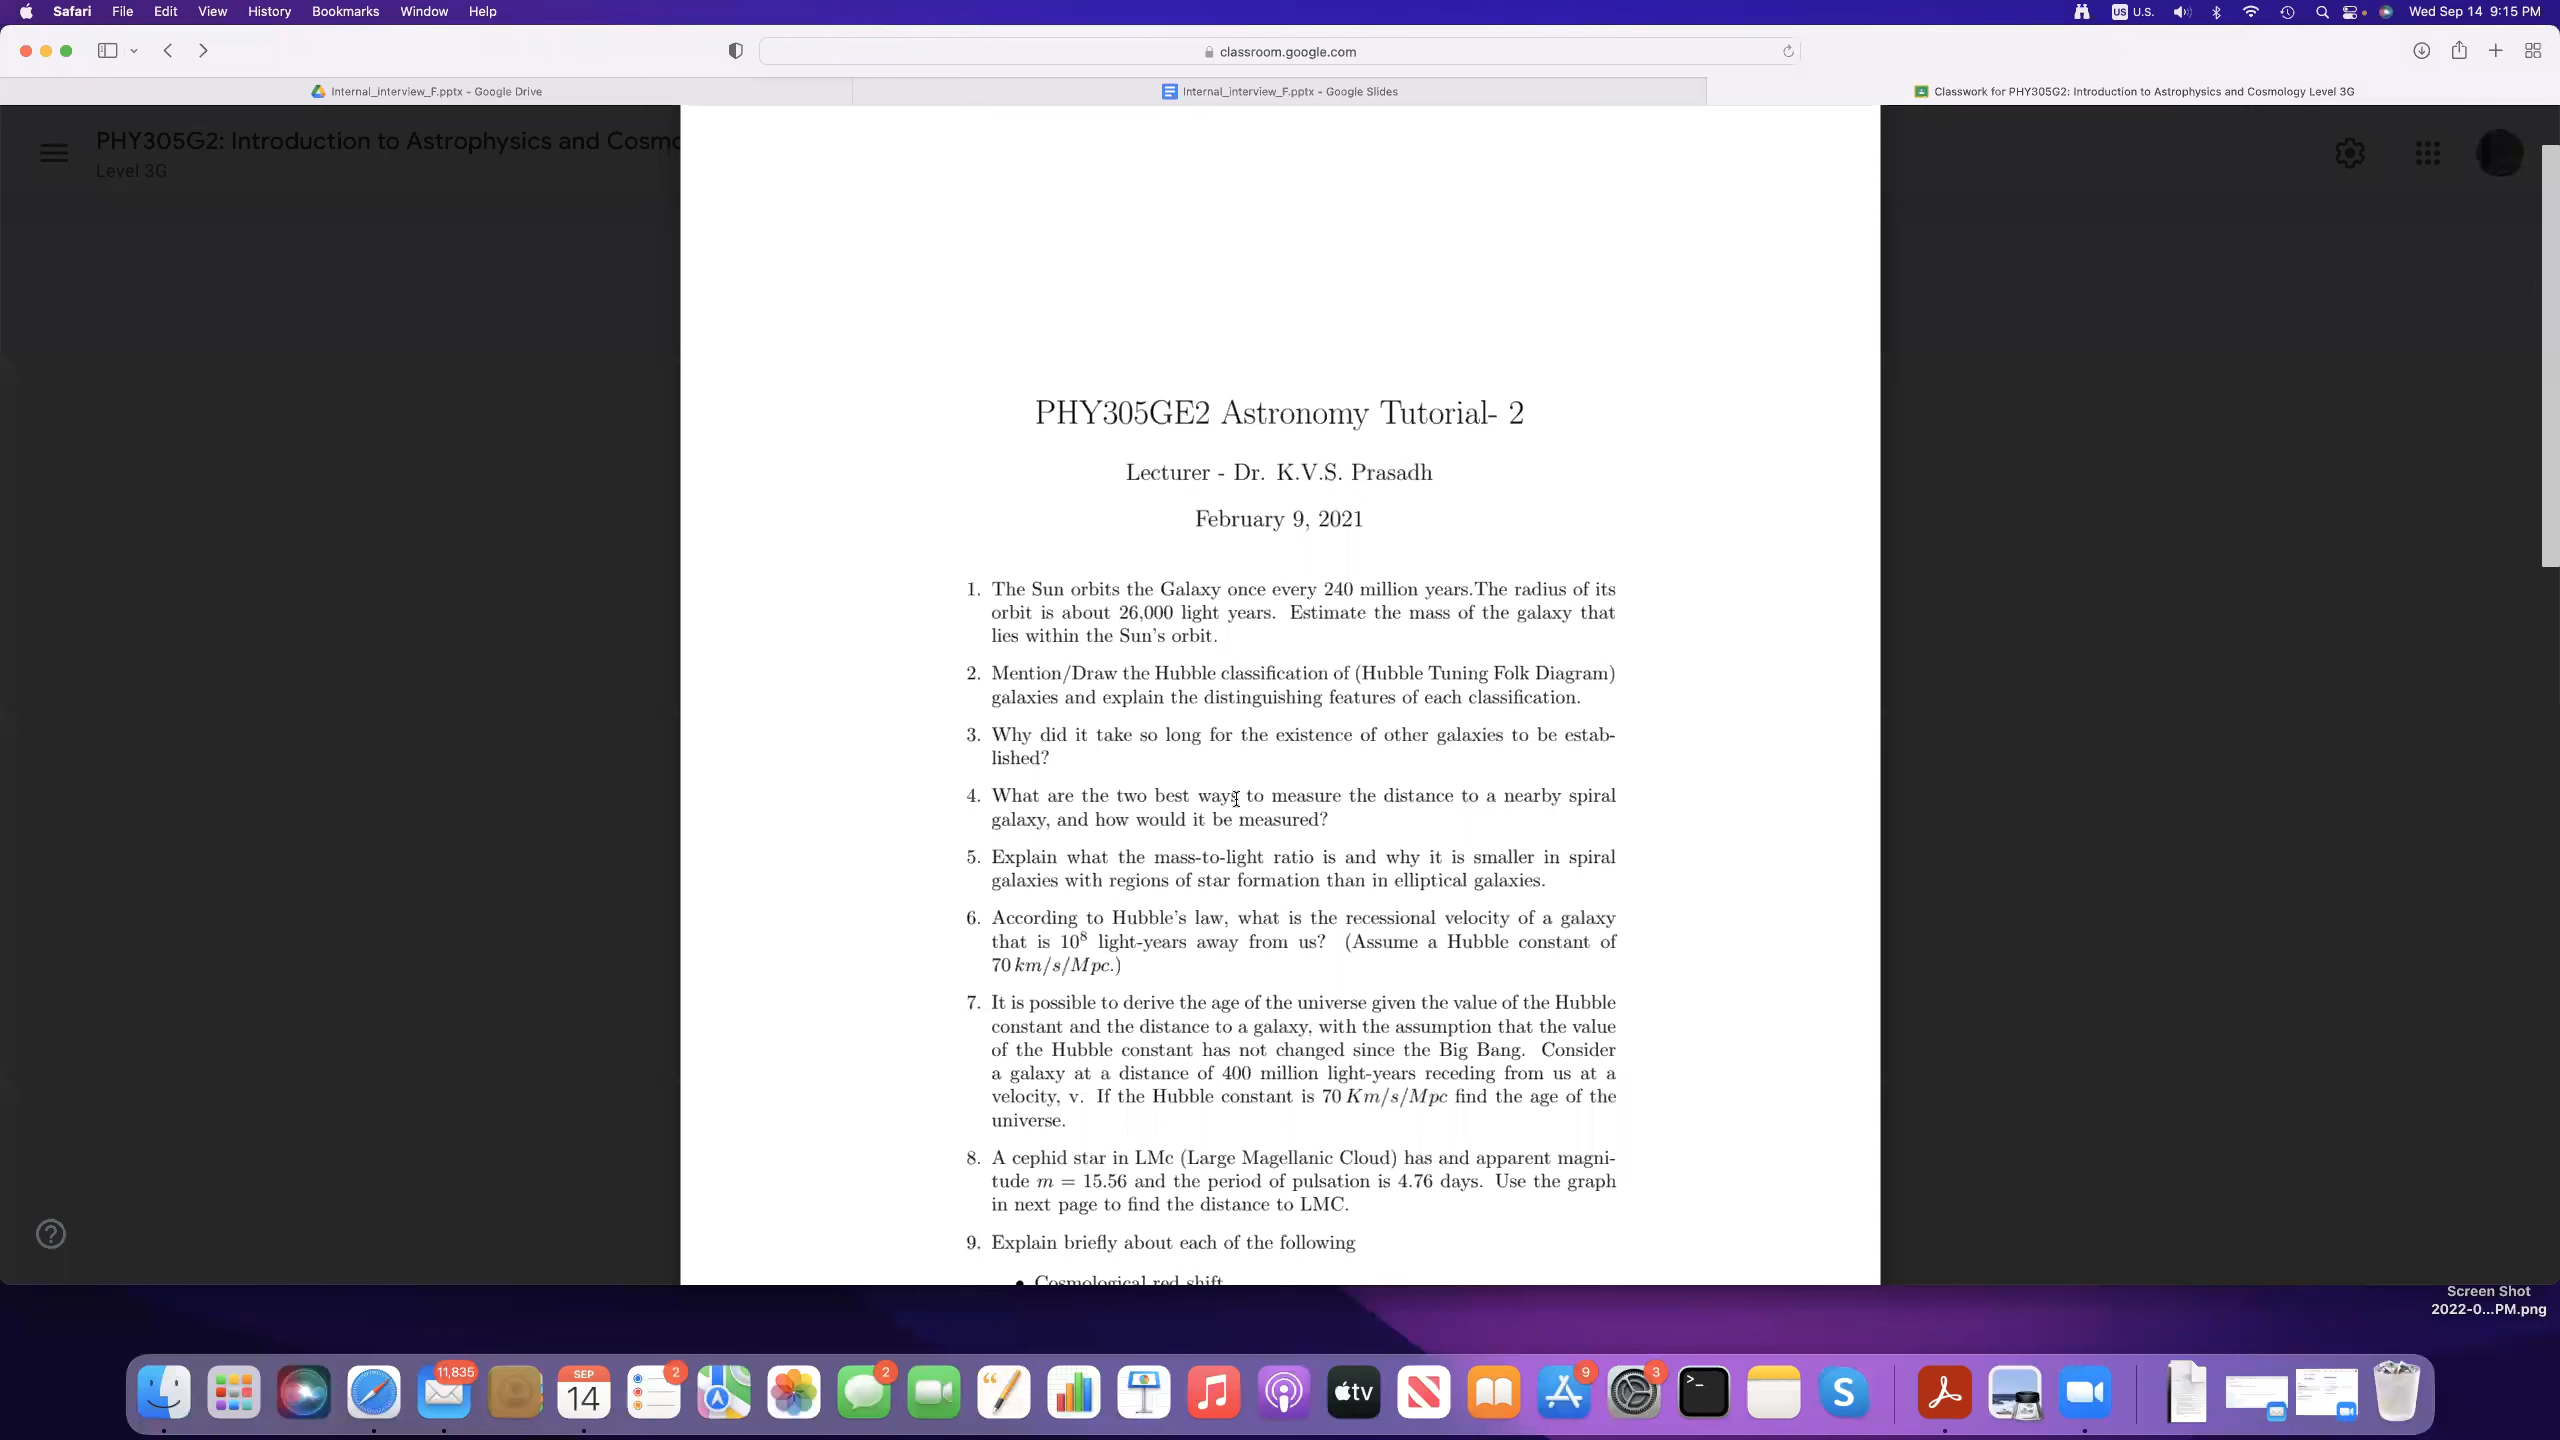 Safari File Edit View History Bookmarks Window Help US U.S. Wed Sep 14 9:15 PM
classroom.google.com
Internal_interview_F.pptx - Google Drive Internal_interview_F.pptx - Google Slides Classwork for PHY305G2: Introduction to Astrophysics and Cosmology Level 3G
PHY305G2: Introduction to Astrophysics and Cosmo
Level 3G
PHY305GE2 Astronomy Tutorial- 2
Lecturer - Dr. K.V.S. Prasadh
February 9, 2021
1. The Sun orbits the Galaxy once every 240 million years.The radius of its
orbit is about 26,000 light years. Estimate the mass of the galaxy that
lies within the Sun's orbit.
2. Mention/Draw the Hubble classification of (Hubble Tuning Folk Diagram)
galaxies and explain the distinguishing features of each classification.
3. Why did it take so long for the existence of other galaxies to be estab-
lished?
4. What are the two best ways to measure the distance to a nearby spiral
galaxy, and how would it be measured?
5. Explain what the mass-to-light ratio is and why it is smaller in spiral
galaxies with regions of star formation than in elliptical galaxies.
6. According to Hubble's law, what is the recessional velocity of a galaxy
that is 10⁸ light-years away from us? (Assume a Hubble constant of
70 km/s/Mpc.)
7. It is possible to derive the age of the universe given the value of the Hubble
constant and the distance to a galaxy, with the assumption that the value
of the Hubble constant has not changed since the Big Bang. Consider
a galaxy at a distance of 400 million light-years receding from us at a
velocity, v. If the Hubble constant is 70 Km/s/Mpc find the age of the
universe.
8. A cephid star in LMc (Large Magellanic Cloud) has and apparent magni-
tude m = 15.56 and the period of pulsation is 4.76 days. Use the graph
in next page to find the distance to LMC.
9. Explain briefly about each of the following
• Cosmological red shift
Screen Shot
2022-0...PM.png
11,835 SEP 2 2 9 3
14 tv S